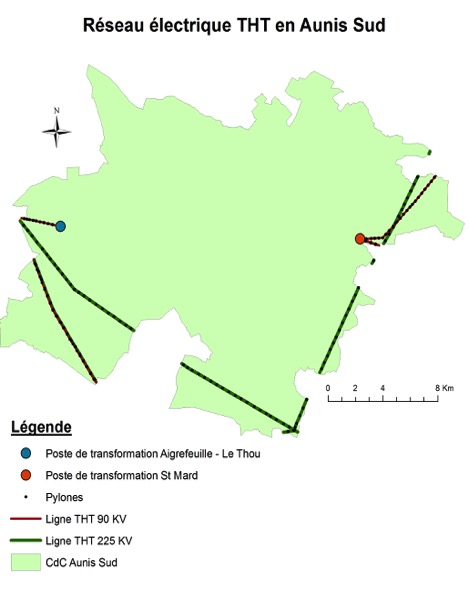 Réseau électrique THT en Aunis Sud
N
0 2 4 8 Km
Légende
Poste de transformation Aigrefeuille - Le Thou
Poste de transformation St Mard
Pylones
Ligne THT 90 KV
Ligne THT 225 KV
CdC Aunis Sud